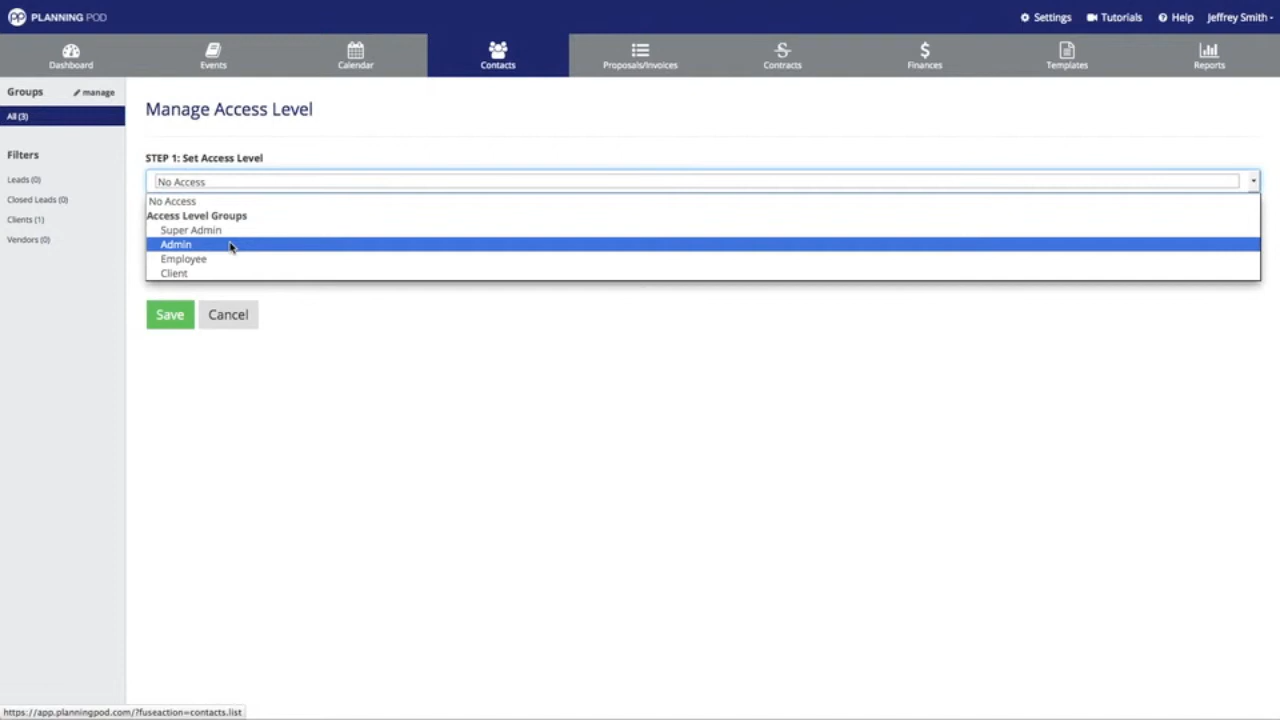 PLANNING POD
Settings Tutorials Help Jeffrey Smith
Dashboard Events Calendar Contacts Proposals/Invoices Contracts Finances Templates Reports
Groups manage
All (3)
Filters
Leads (0)
Closed Leads (0)
Clients (1)
Vendors (0)
Manage Access Level
STEP 1: Set Access Level
No Access
No Access
Access Level Groups
Super Admin
Admin
Employee
Client
Save Cancel
https://app.planningpod.com/?fuseaction=contacts.list